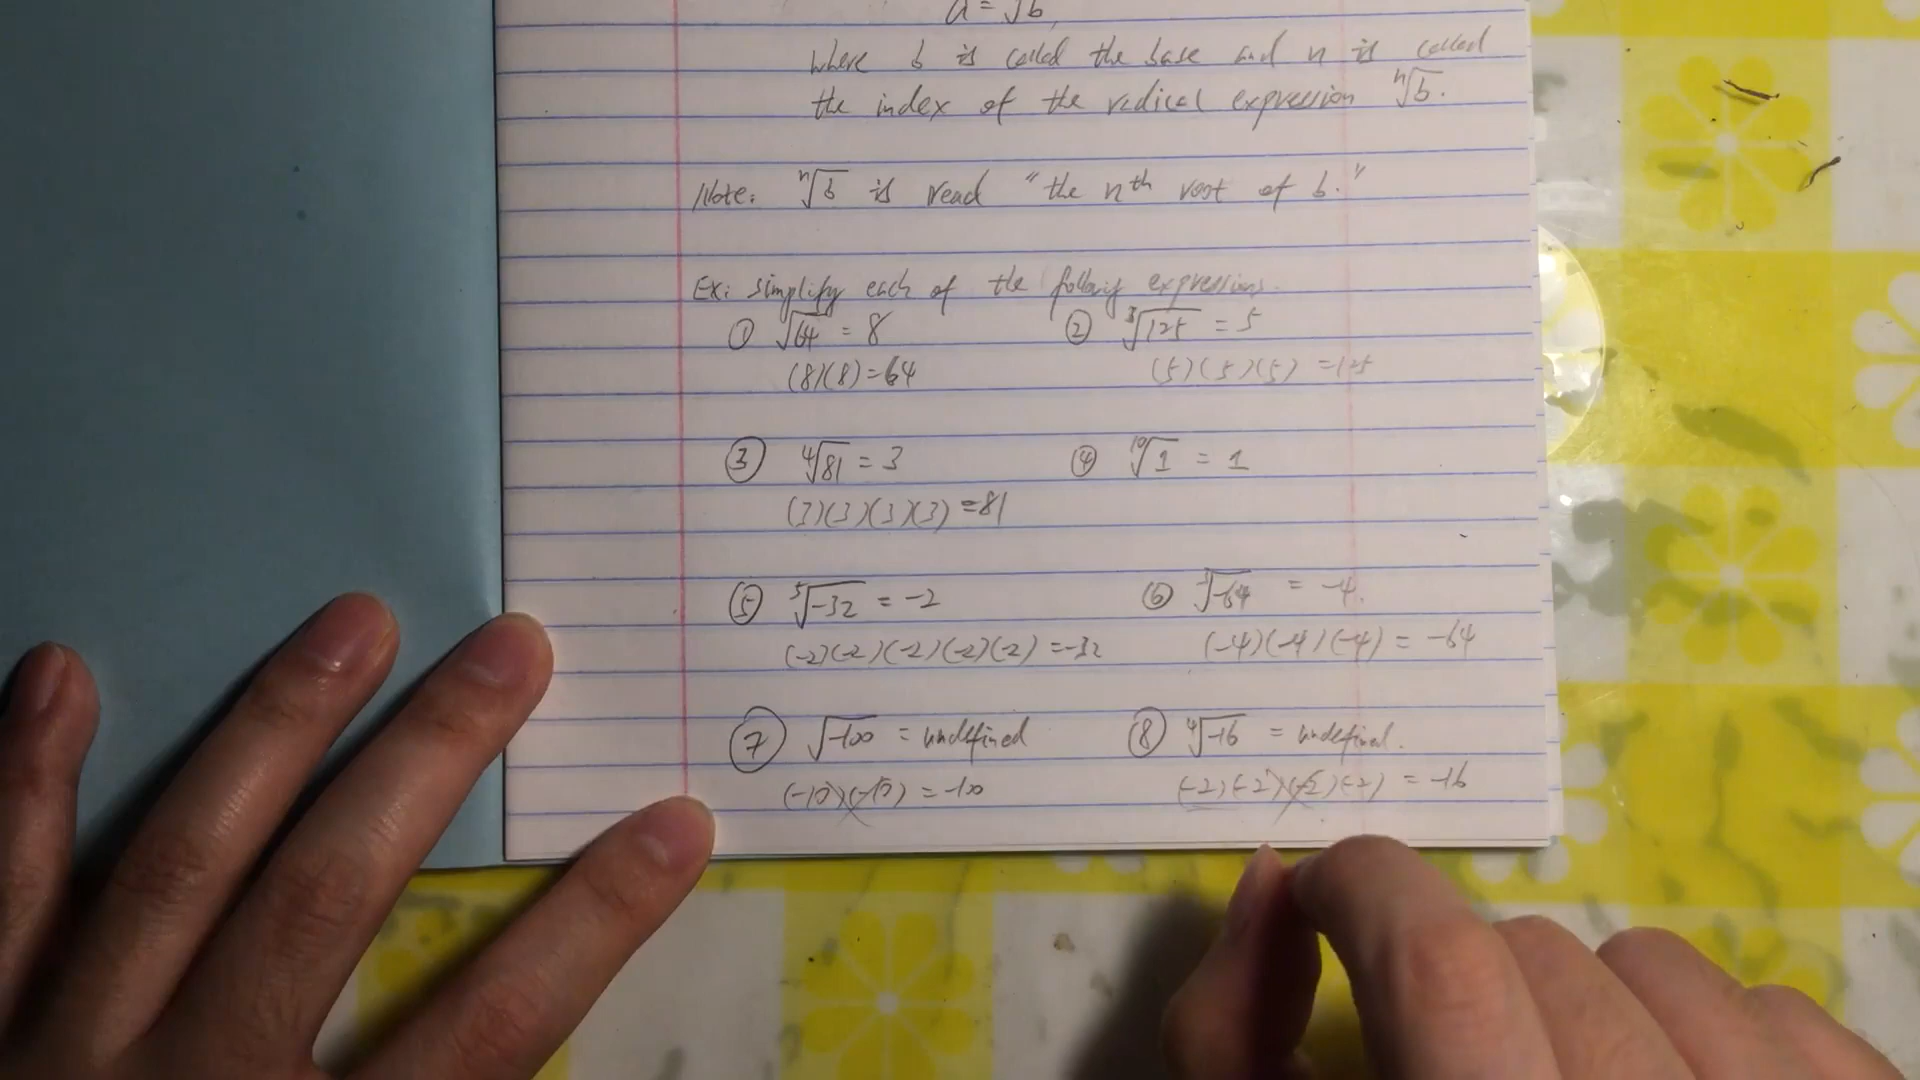 a = √b,
where b is called the base and n is called
the index of the radical expression ⁿ√b.
Note: ⁿ√b is read "the nth root of b."
Ex: simplify each of the following expressions.
① √64 = 8 ② ³√125 = 5
(8)(8)=64 (5)(5)(5) =125
③ ⁴√81 = 3 ④ ¹⁰√1 = 1
(3)(3)(3)(3) =81
⑤ ⁵√-32 = -2 ⑥ ³√-64 = -4.
(-2)(-2)(-2)(-2)(-2) =-32 (-4)(-4)(-4) = -64
⑦ √-100 = undefined ⑧ ⁴√-16 = undefined.
(-10)(-10) = -100 (-2)(-2)(-2)(-2) = -16